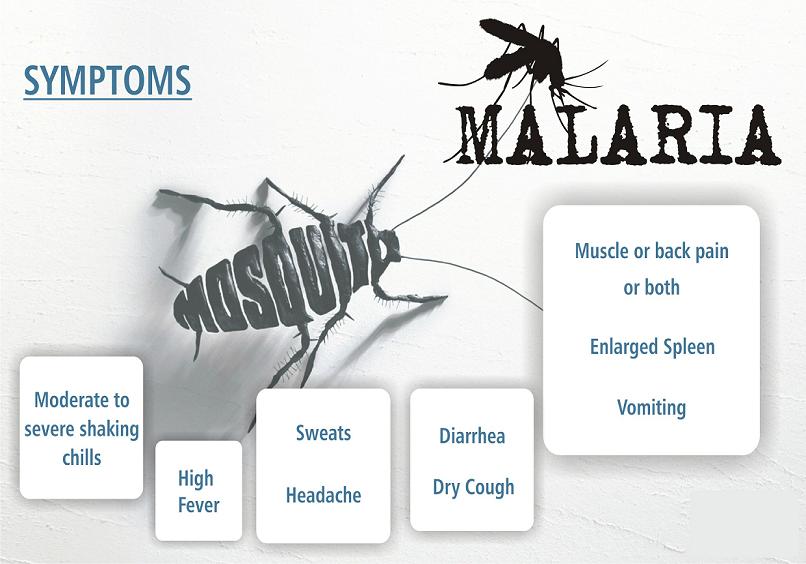 SYMPTOMS
MALARIA
MOSQUITO
Muscle or back pain
or both
Enlarged Spleen
Vomiting
Moderate to
severe shaking
chills
High
Fever
Sweats
Headache
Diarrhea
Dry Cough